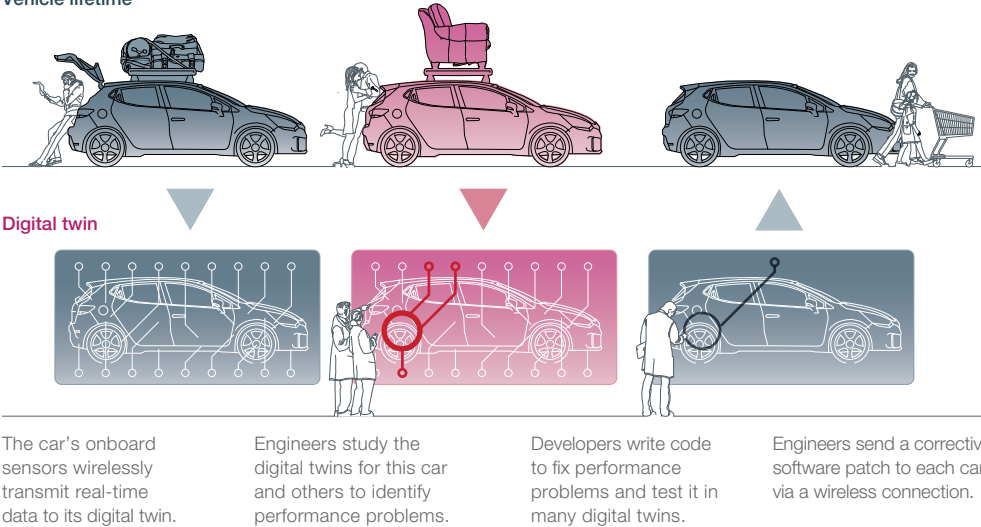 Vehicle lifetime
Digital twin
The car's onboard
sensors wirelessly
transmit real-time
data to its digital twin.
Engineers study the
digital twins for this car
and others to identify
performance problems.
Developers write code
to fix performance
problems and test it in
many digital twins.
Engineers send a correctiv
software patch to each car
via a wireless connection.